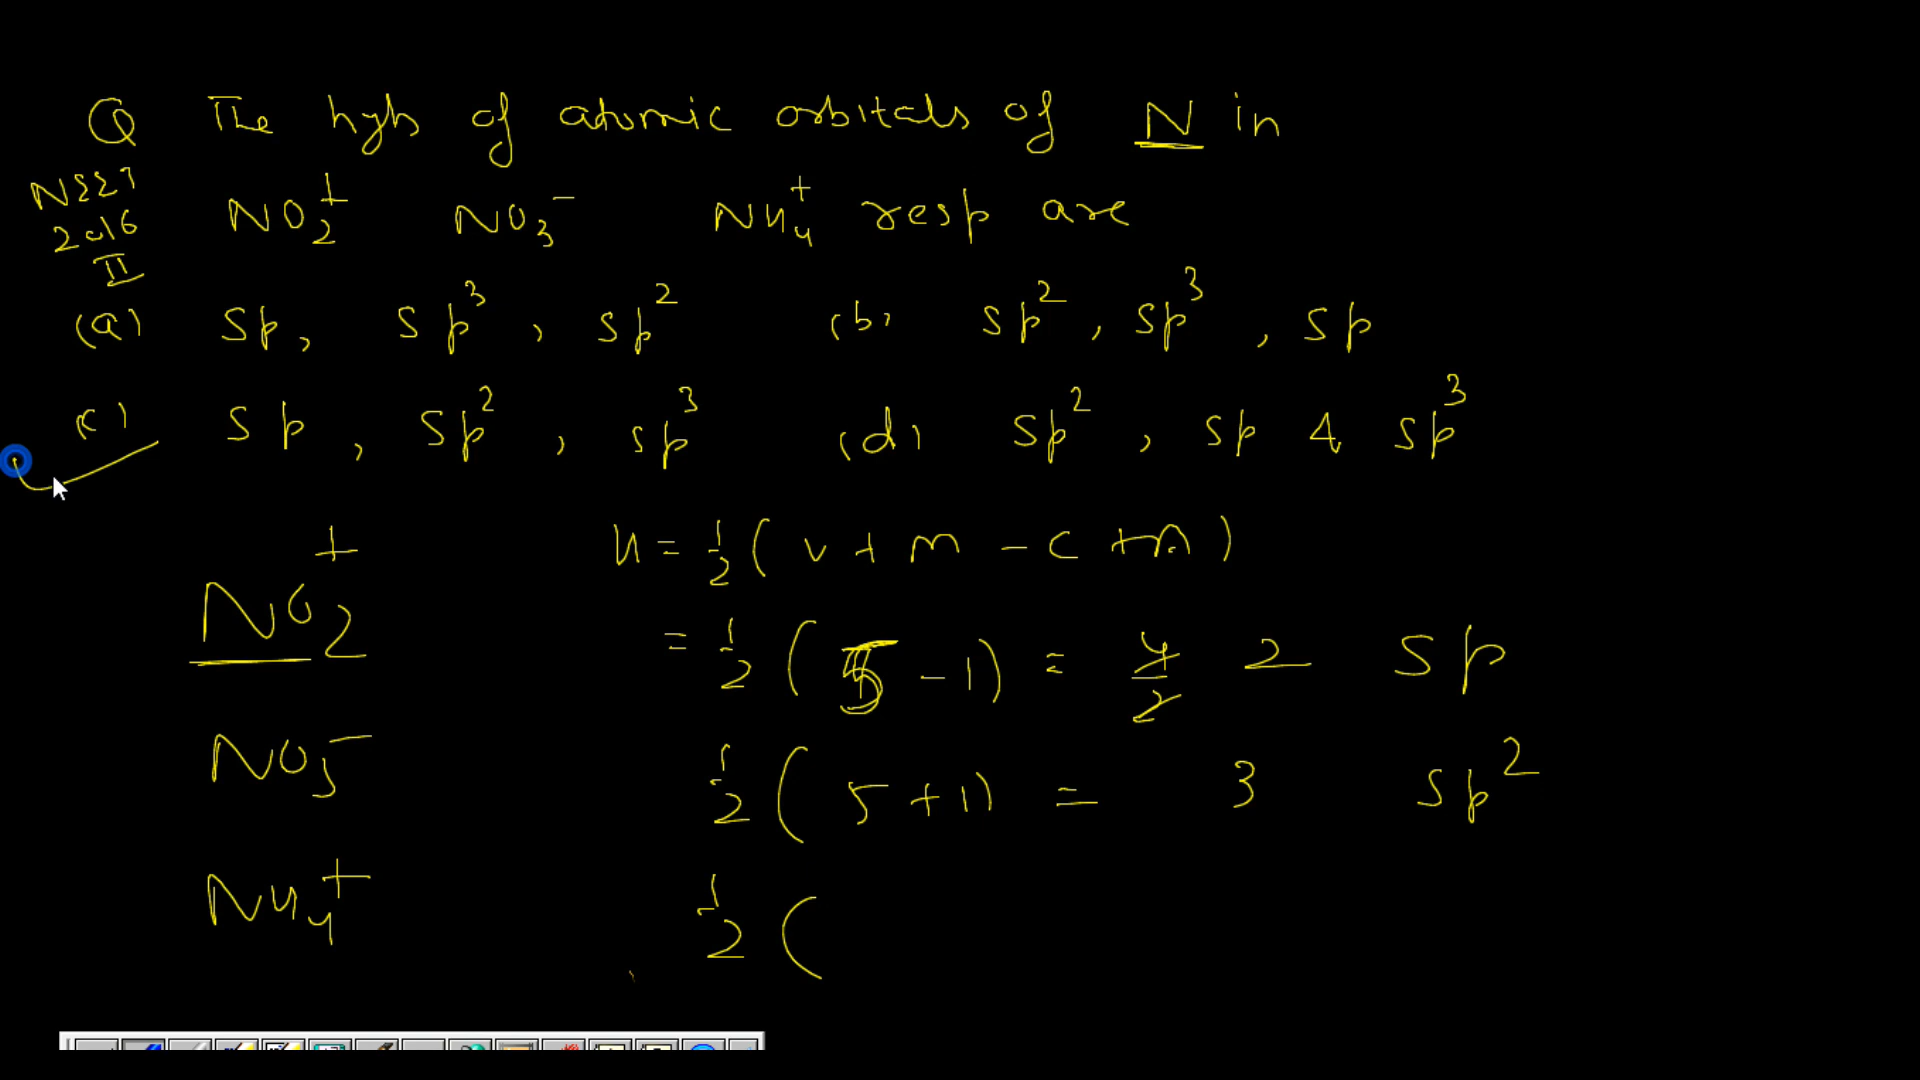 Q The hyb of atomic orbitals of N in
NEET 2016 II
NO2+ NO3- NH4+ resp are
(a) sp, sp3, sp2 (b) sp2, sp3, sp
(c) sp, sp2, sp3 (d) sp2, sp & sp3
NO2+ H = 1/2 (v + m - c + A)
= 1/2 (5 - 1) = 4/2 2 sp
NO3- 1/2 (5 + 1) = 3 sp2
NH4+ 1/2 (